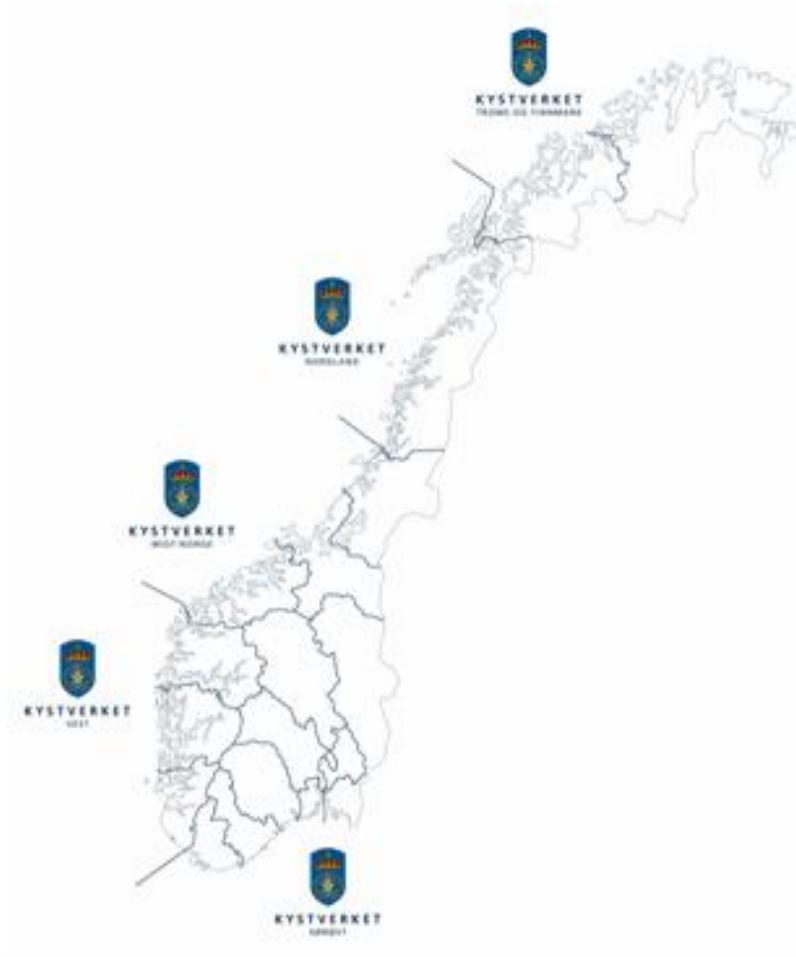 KYSTVERKET
TROMS OG FINNMARK
KYSTVERKET
NORDLAND
KYSTVERKET
MIDT-NORGE
KYSTVERKET
VEST
KYSTVERKET
SØRØST